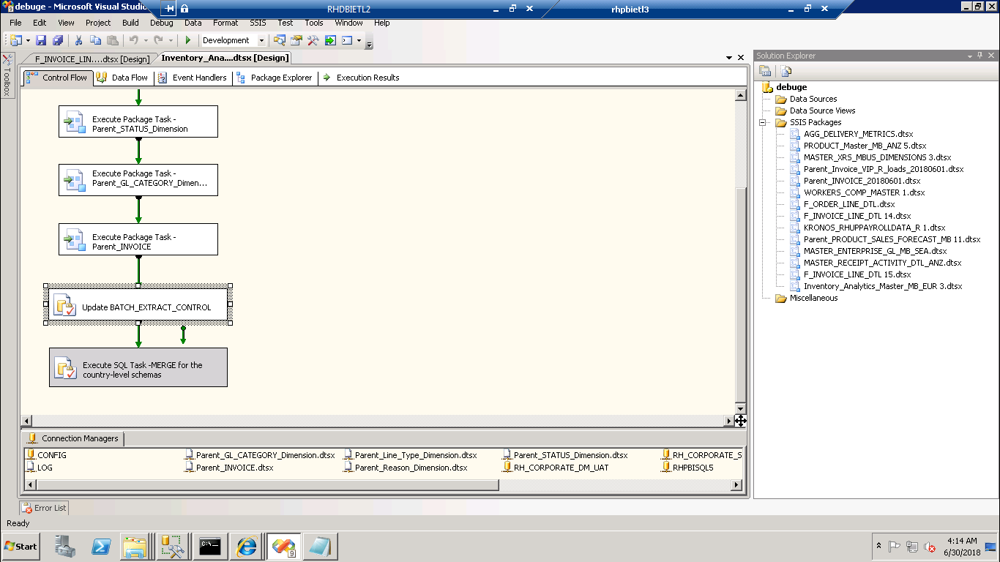 debuge - Microsoft Visual Studio
RHDBIETL2
rhpbietl3
File Edit View Project Build Debug Data Format SSIS Test Tools Window Help
Development
F_INVOICE_LIN....dtsx [Design]
Inventory_Ana....dtsx [Design]
Control Flow
Data Flow
Event Handlers
Package Explorer
Execution Results
Toolbox
Execute Package Task -
Parent_STATUS_Dimension
Execute Package Task -
Parent_GL_CATEGORY_Dimen...
Execute Package Task -
Parent_INVOICE
Update BATCH_EXTRACT_CONTROL
Execute SQL Task -MERGE for the
country-level schemas
Connection Managers
CONFIG
Parent_GL_CATEGORY_Dimension.dtsx
Parent_Line_Type_Dimension.dtsx
Parent_STATUS_Dimension.dtsx
RH_CORPORATE_S
LOG
Parent_INVOICE.dtsx
Parent_Reason_Dimension.dtsx
RH_CORPORATE_DM_UAT
RHPBISQL5
Solution Explorer
debuge
Data Sources
Data Source Views
SSIS Packages
AGG_DELIVERY_METRICS.dtsx
PRODUCT_Master_MB_ANZ 5.dtsx
MASTER_XRS_MBUS_DIMENSIONS 3.dtsx
Parent_Invoice_VIP_R_loads_20180601.dtsx
Parent_INVOICE_20180601.dtsx
WORKERS_COMP_MASTER 1.dtsx
F_ORDER_LINE_DTL.dtsx
F_INVOICE_LINE_DTL 14.dtsx
KRONOS_RHUPPAYROLLDATA_R 1.dtsx
Parent_PRODUCT_SALES_FORECAST_MB 11.dtsx
MASTER_ENTERPRISE_GL_MB_SEA.dtsx
MASTER_RECEIPT_ACTIVITY_DTL_ANZ.dtsx
F_INVOICE_LINE_DTL 15.dtsx
Inventory_Analytics_Master_MB_EUR 3.dtsx
Miscellaneous
Error List
Ready
Start
C:\
9
4:14 AM
6/30/2018